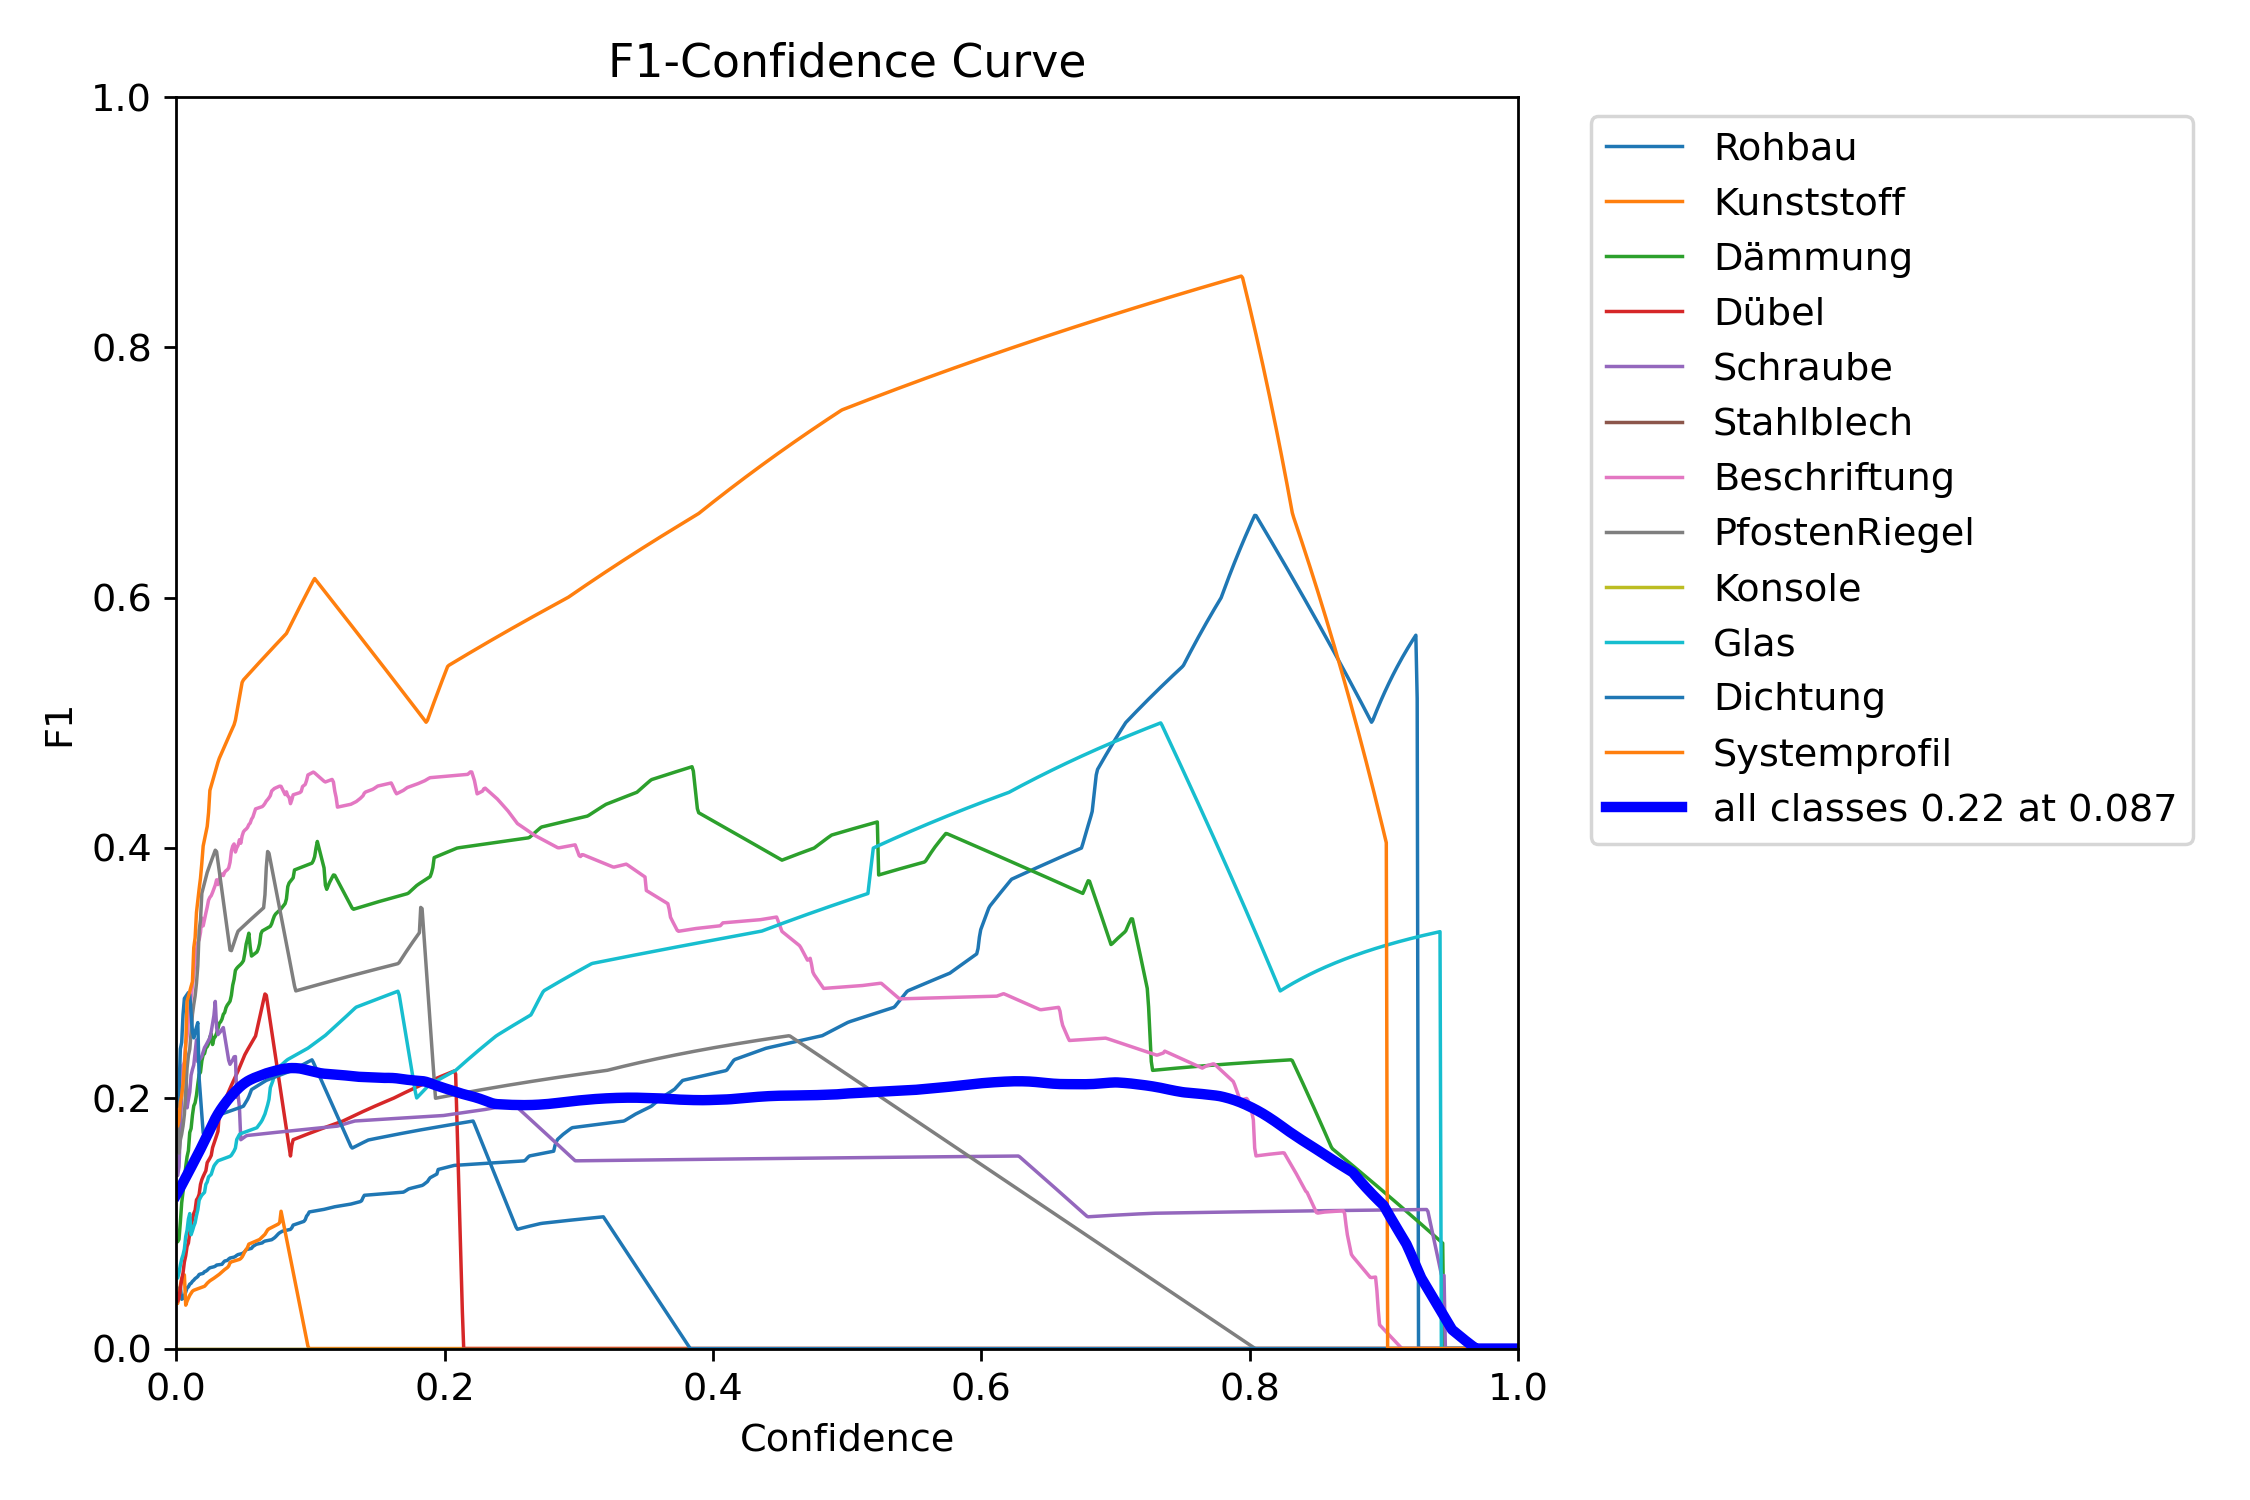 F1-Confidence Curve
1.0
0.8
0.6
0.4
0.2
0.0
F1
0.0 0.2 0.4 0.6 0.8 1.0
Confidence
Rohbau
Kunststoff
Dämmung
Dübel
Schraube
Stahlblech
Beschriftung
PfostenRiegel
Konsole
Glas
Dichtung
Systemprofil
all classes 0.22 at 0.087